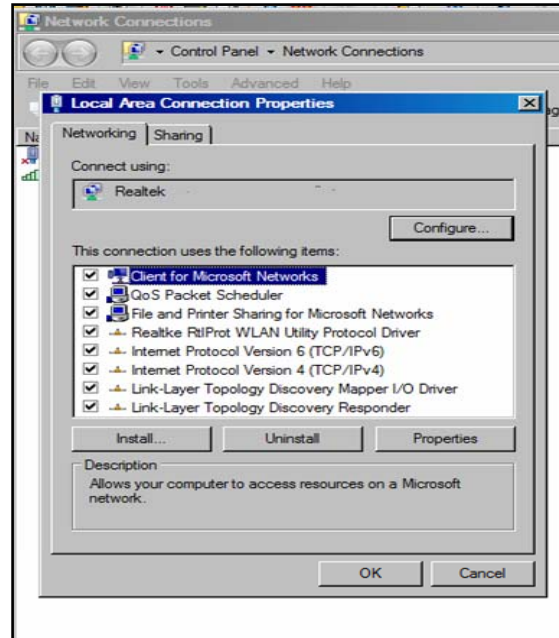 Network Connections
Control Panel Network Connections
File Edit View Tools Advanced Help
Local Area Connection Properties
Networking Sharing
Connect using:
Realtek
Configure...
This connection uses the following items:
Client for Microsoft Networks
QoS Packet Scheduler
File and Printer Sharing for Microsoft Networks
Realtke RtlProt WLAN Utility Protocol Driver
Internet Protocol Version 6 (TCP/IPv6)
Internet Protocol Version 4 (TCP/IPv4)
Link-Layer Topology Discovery Mapper I/O Driver
Link-Layer Topology Discovery Responder
Install... Uninstall Properties
Description
Allows your computer to access resources on a Microsoft
network.
OK Cancel